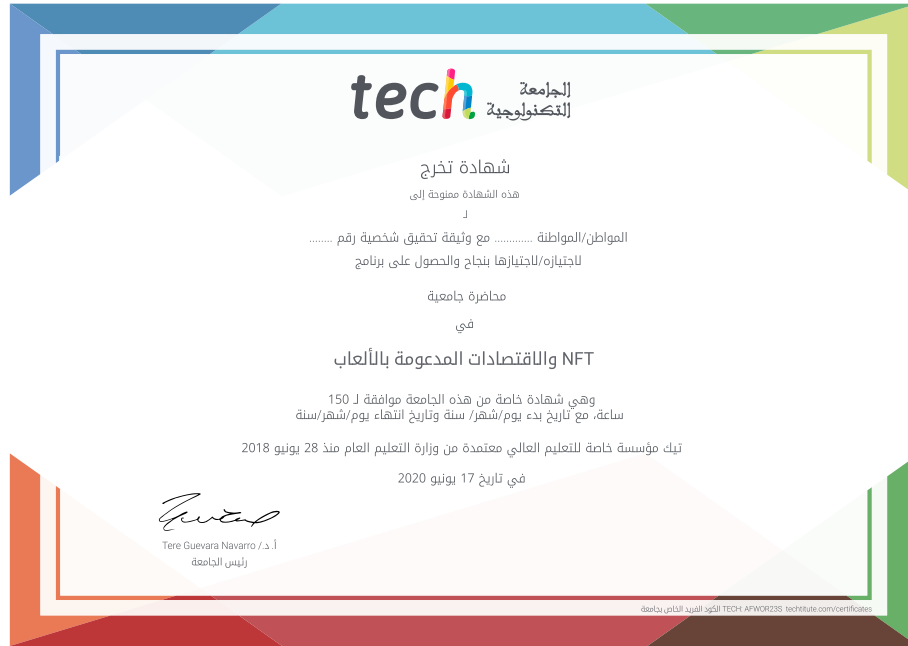 tech الجامعة
التكنولوجية
شهادة تخرج
هذه الشهادة ممنوحة إلى
لـ
المواطن/المواطنة ............ مع وثيقة تحقيق شخصية رقم ........
لاجتيازه/لاجتيازها بنجاح والحصول على برنامج
محاضرة جامعية
في
NFT والاقتصادات المدعومة بالألعاب
وهي شهادة خاصة من هذه الجامعة موافقة لـ 150
ساعة، مع تاريخ بدء يوم/شهر/ سنة وتاريخ انتهاء يوم/شهر/سنة
تيك مؤسسة خاصة للتعليم العالي معتمدة من وزارة التعليم العام منذ 28 يونيو 2018
في تاريخ 17 يونيو 2020
أ. د./ Tere Guevara Navarro
رئيس الجامعة
الكود الفريد الخاص بجامعة TECH: AFWOR23S techtitute.com/certificates